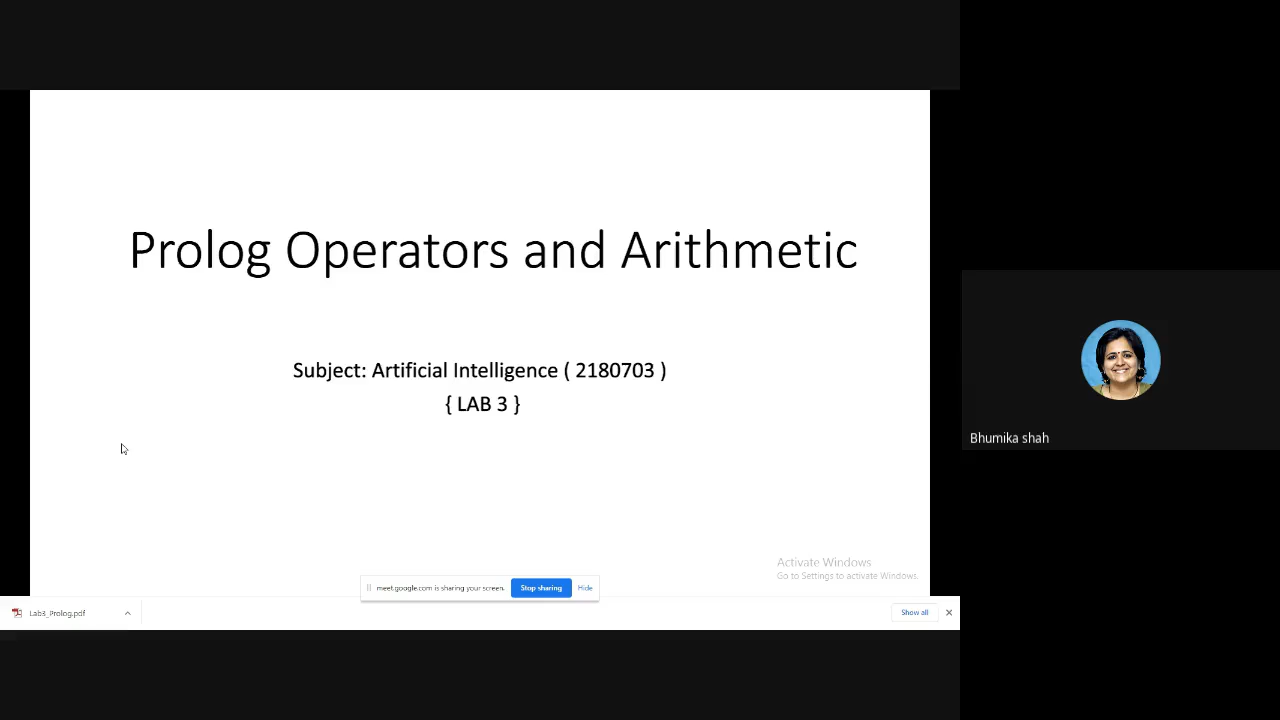 Prolog Operators and Arithmetic
Subject: Artificial Intelligence ( 2180703 )
{ LAB 3 }
Bhumika shah
Activate Windows
Go to Settings to activate Windows.
meet.google.com is sharing your screen.
Stop sharing
Hide
Lab3_Prolog.pdf
Show all